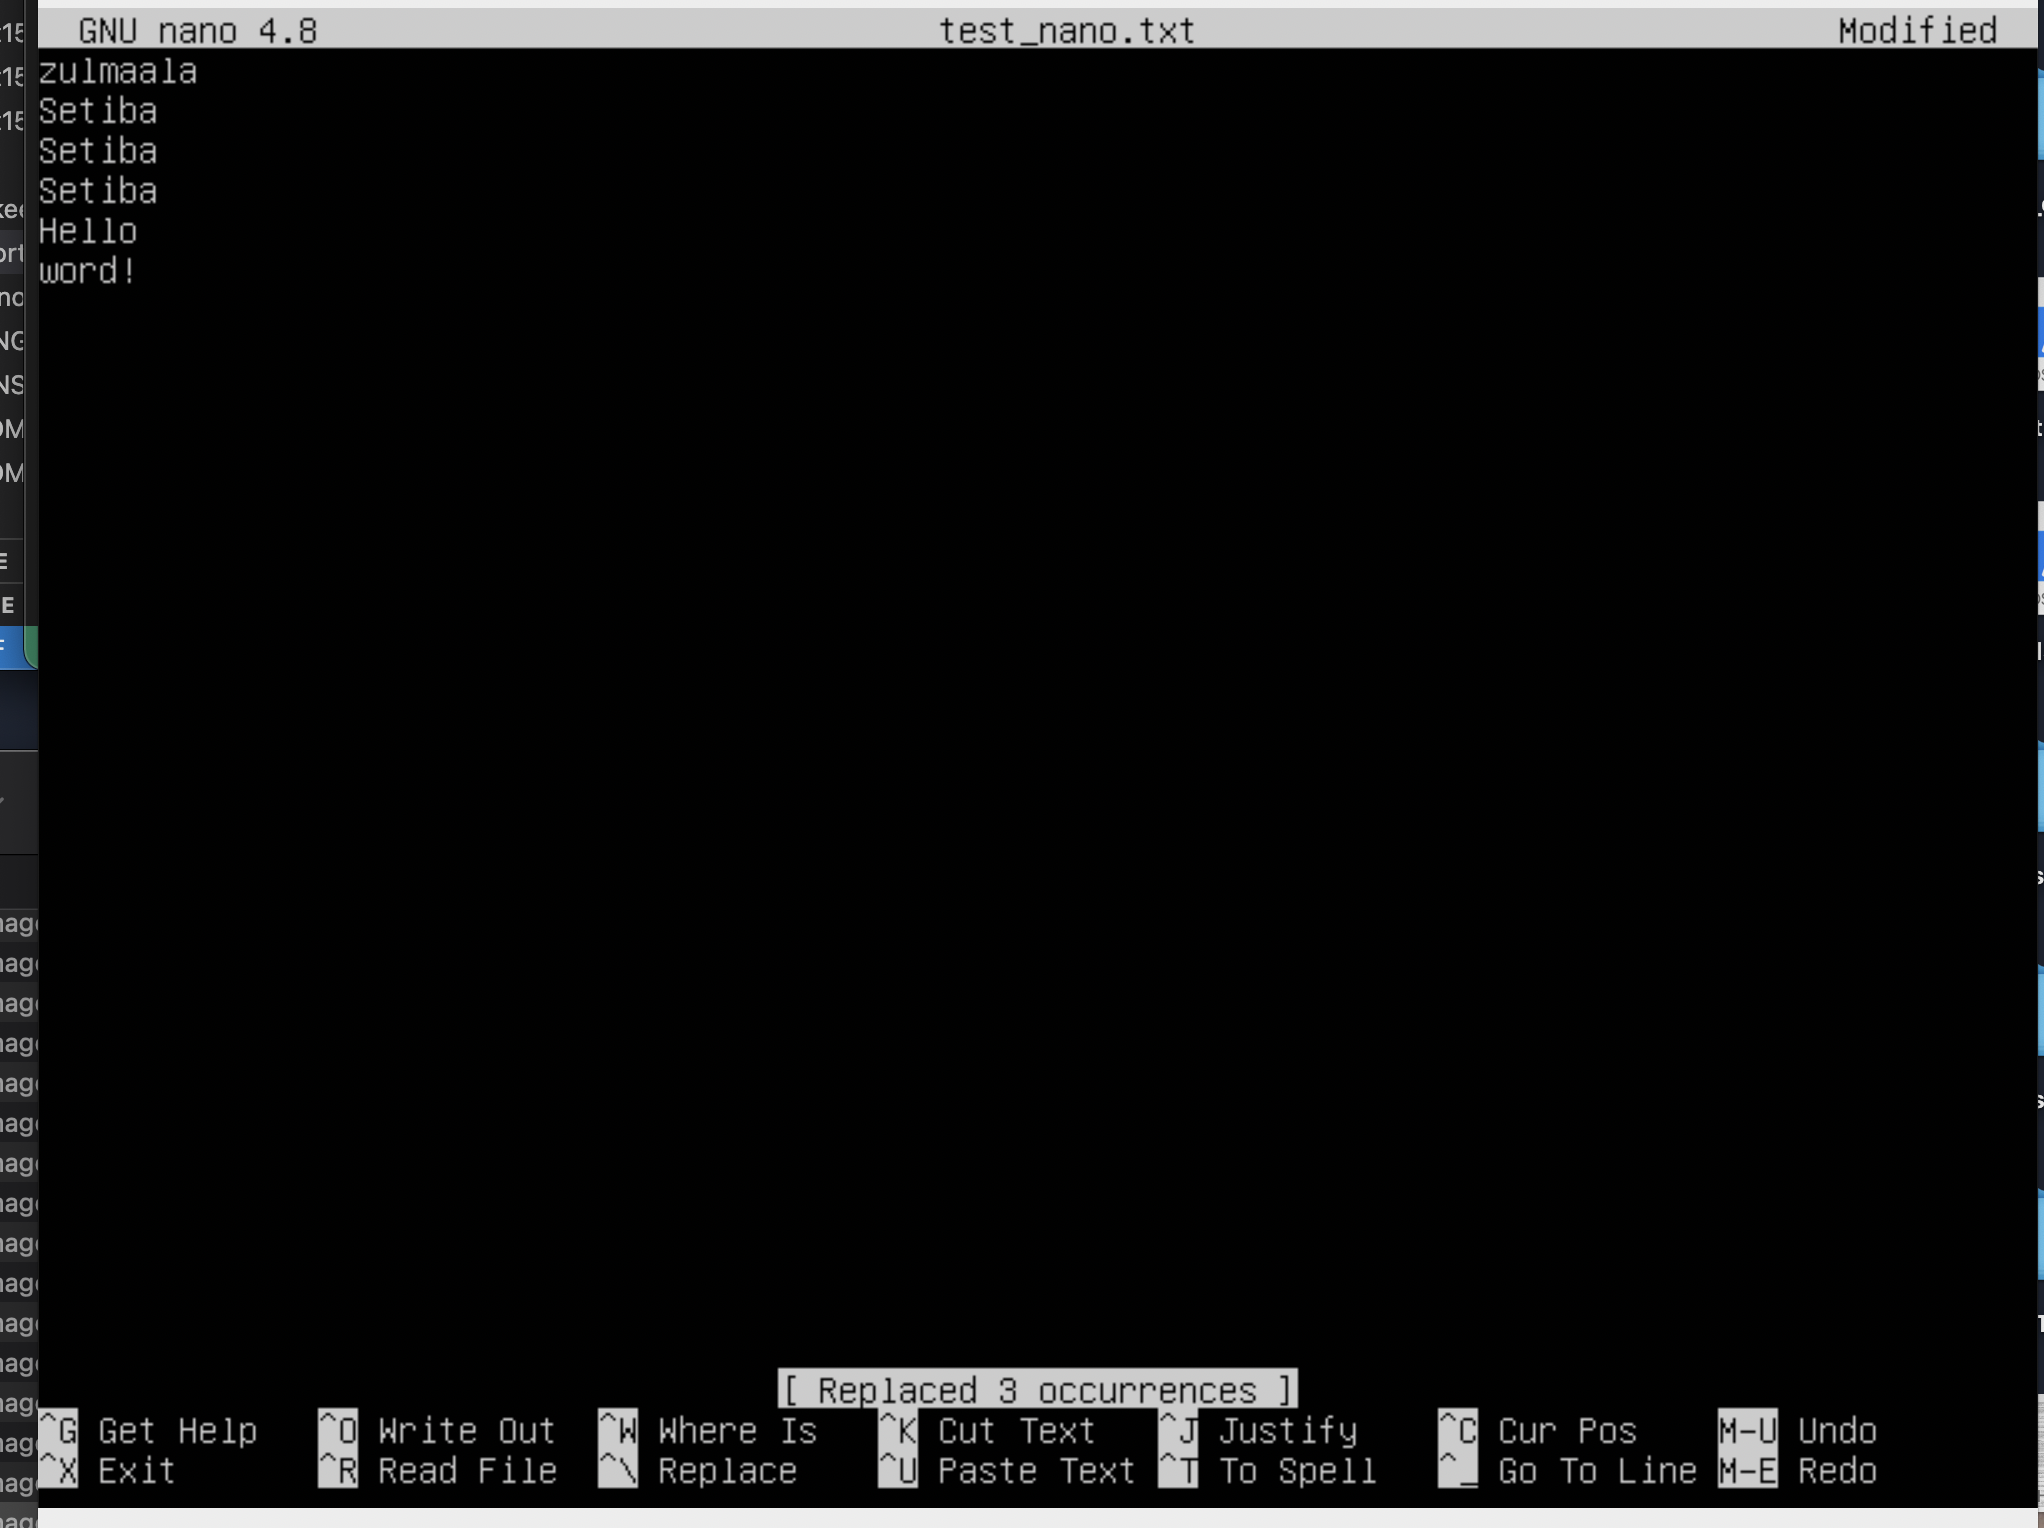 GNU nano 4.8 test_nano.txt Modified
zulmaala
Setiba
Setiba
Setiba
Hello
word!
[ Replaced 3 occurrences ]
^G Get Help ^O Write Out ^W Where Is ^K Cut Text ^J Justify ^C Cur Pos M-U Undo
^X Exit ^R Read File ^\ Replace ^U Paste Text ^T To Spell ^_ Go To Line M-E Redo